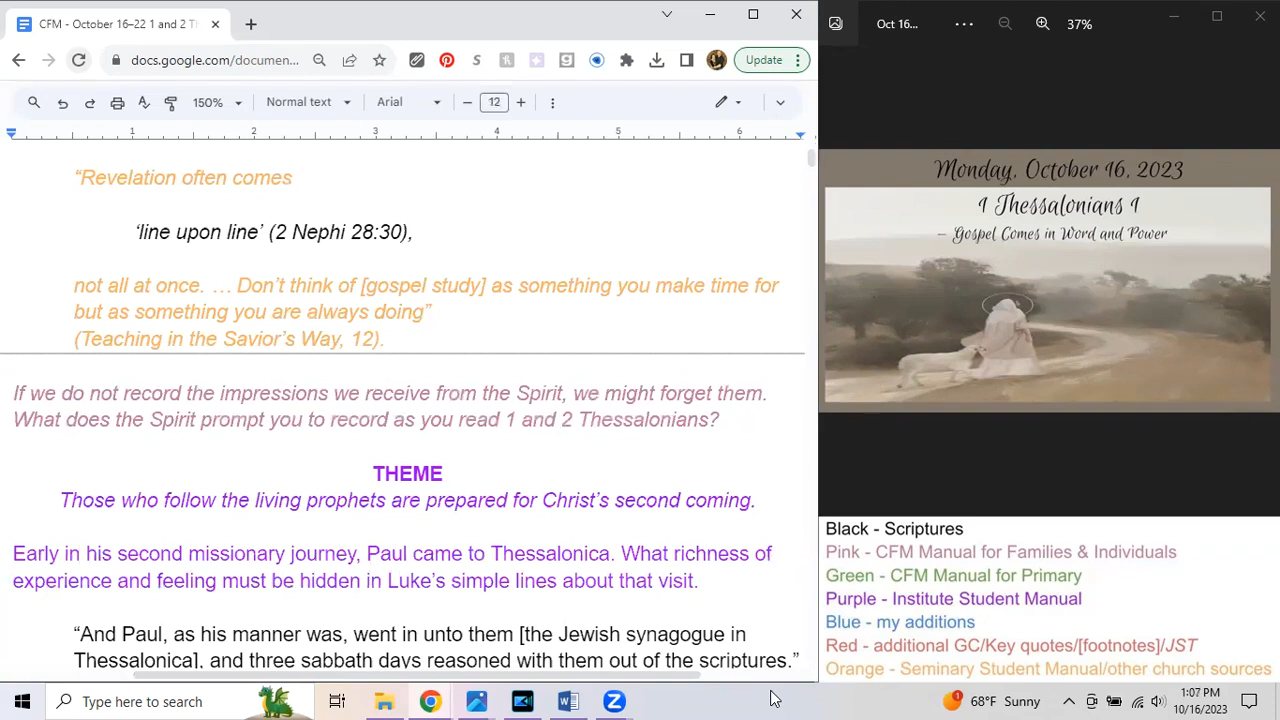 CFM - October 16–22 1 and 2 T
docs.google.com/documen...
Update
150%
Normal text
Arial
12
1
2
3
4
5
6
“Revelation often comes
‘line upon line’ (2 Nephi 28:30),
not all at once. … Don’t think of [gospel study] as something you make time for
but as something you are always doing”
(Teaching in the Savior’s Way, 12).
If we do not record the impressions we receive from the Spirit, we might forget them.
What does the Spirit prompt you to record as you read 1 and 2 Thessalonians?
THEME
Those who follow the living prophets are prepared for Christ’s second coming.
Early in his second missionary journey, Paul came to Thessalonica. What richness of
experience and feeling must be hidden in Luke’s simple lines about that visit.
“And Paul, as his manner was, went in unto them [the Jewish synagogue in
Thessalonica], and three sabbath days reasoned with them out of the scriptures.”
Oct 16...
37%
Monday, October 16, 2023
1 Thessalonians 1
– Gospel Comes in Word and Power
Black - Scriptures
Pink - CFM Manual for Families & Individuals
Green - CFM Manual for Primary
Purple - Institute Student Manual
Blue - my additions
Red - additional GC/Key quotes/[footnotes]/JST
Orange - Seminary Student Manual/other church sources
Type here to search
1
68°F Sunny
1:07 PM
10/16/2023